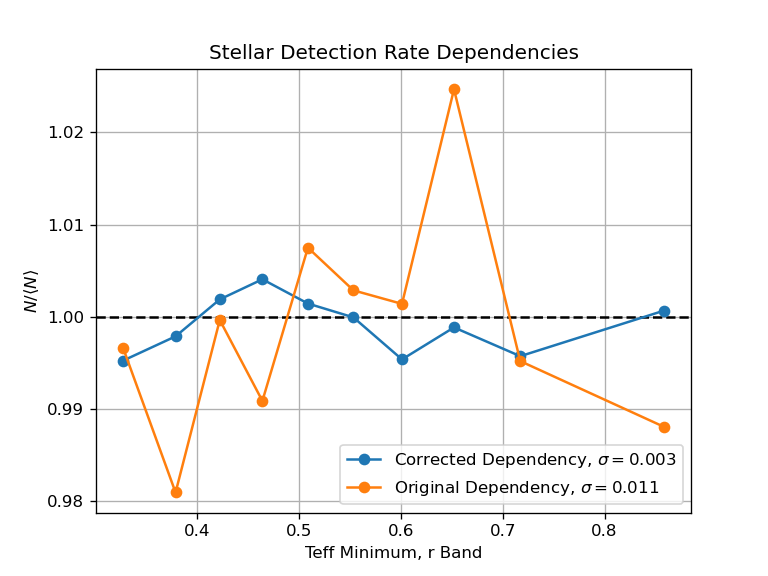 Stellar Detection Rate Dependencies
N/⟨N⟩
1.02
1.01
1.00
0.99
0.98
Corrected Dependency, σ = 0.003
Original Dependency, σ = 0.011
0.4 0.5 0.6 0.7 0.8
Teff Minimum, r Band